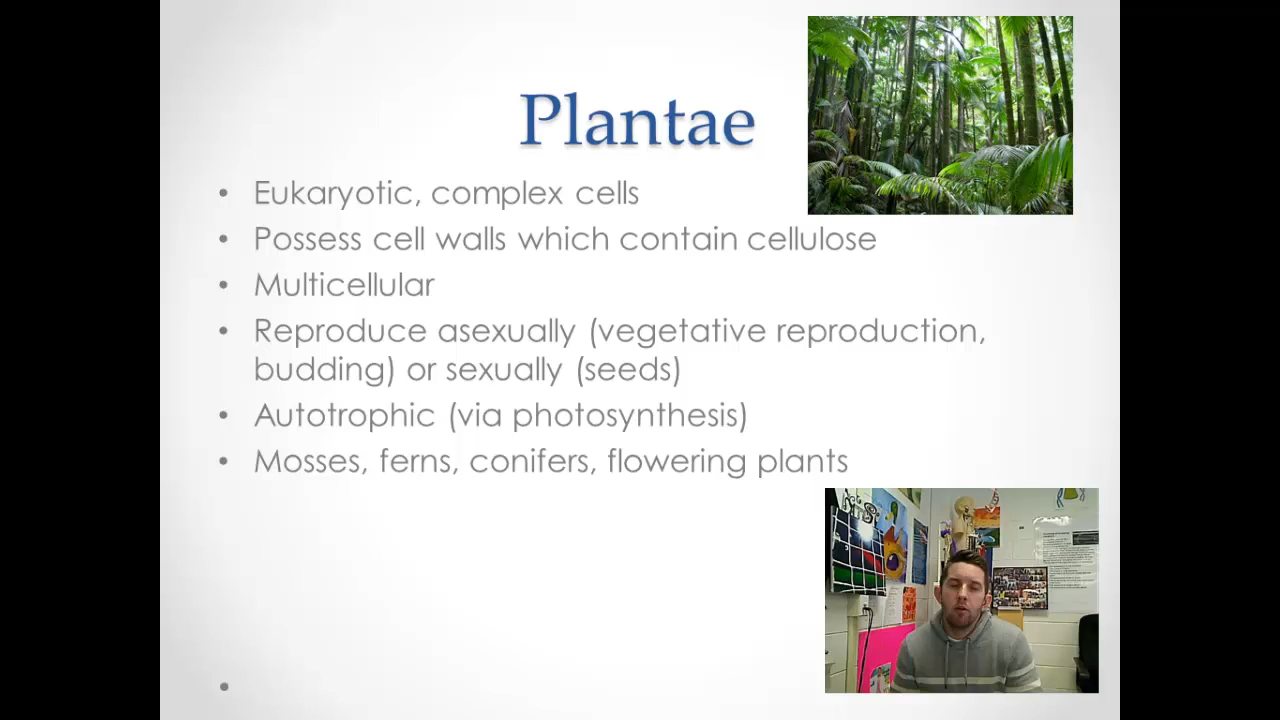 Plantae
• Eukaryotic, complex cells
• Possess cell walls which contain cellulose
• Multicellular
• Reproduce asexually (vegetative reproduction,
budding) or sexually (seeds)
• Autotrophic (via photosynthesis)
• Mosses, ferns, conifers, flowering plants
•